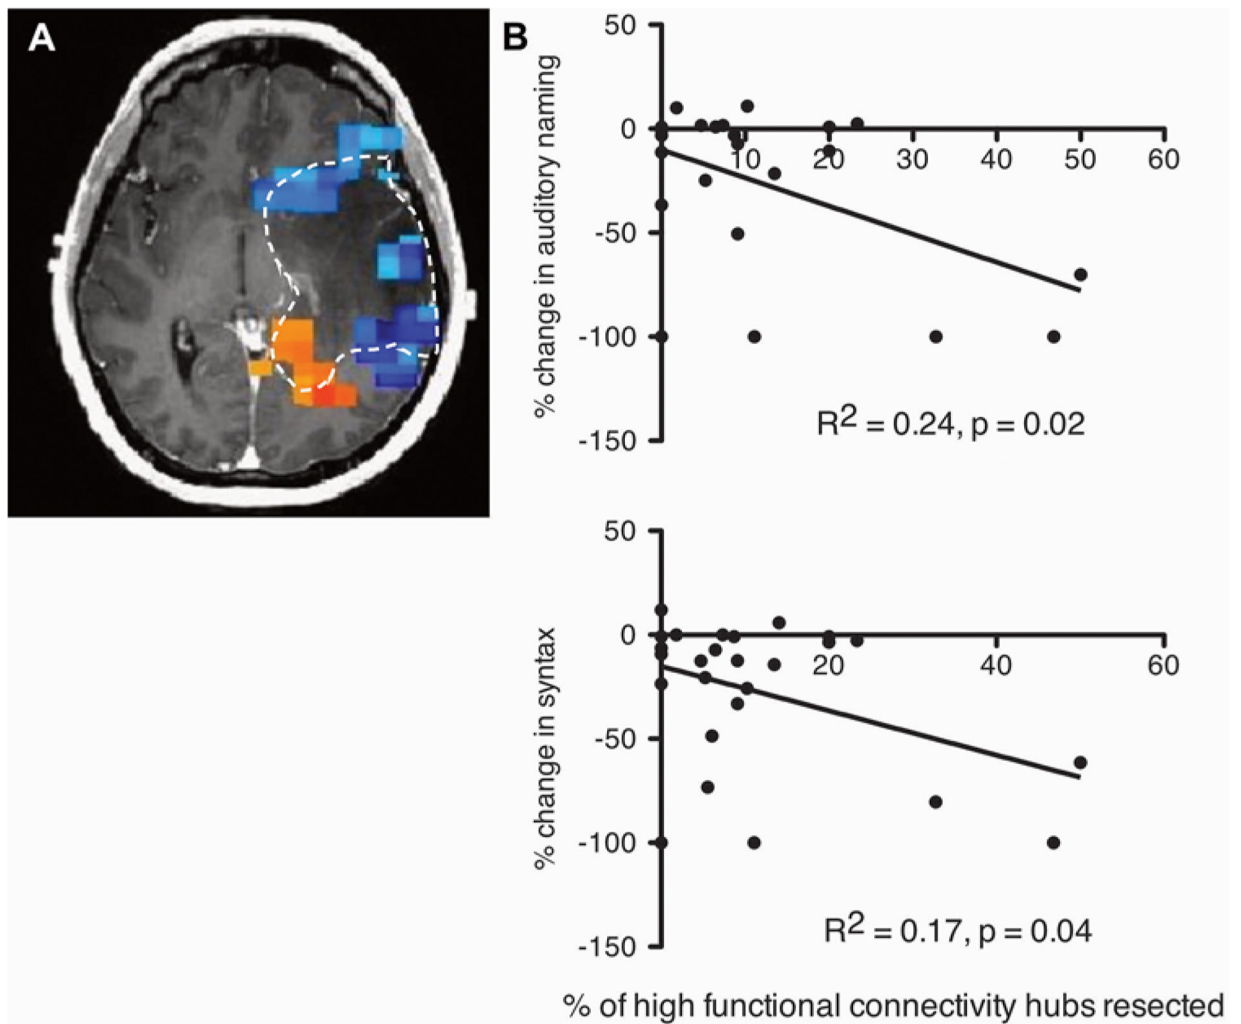 A
B
% change in auditory naming
50
0
-50
-100
-150
10 20 30 40 50 60
R2 = 0.24, p = 0.02
% change in syntax
50
0
-50
-100
-150
20 40 60
R2 = 0.17, p = 0.04
% of high functional connectivity hubs resected